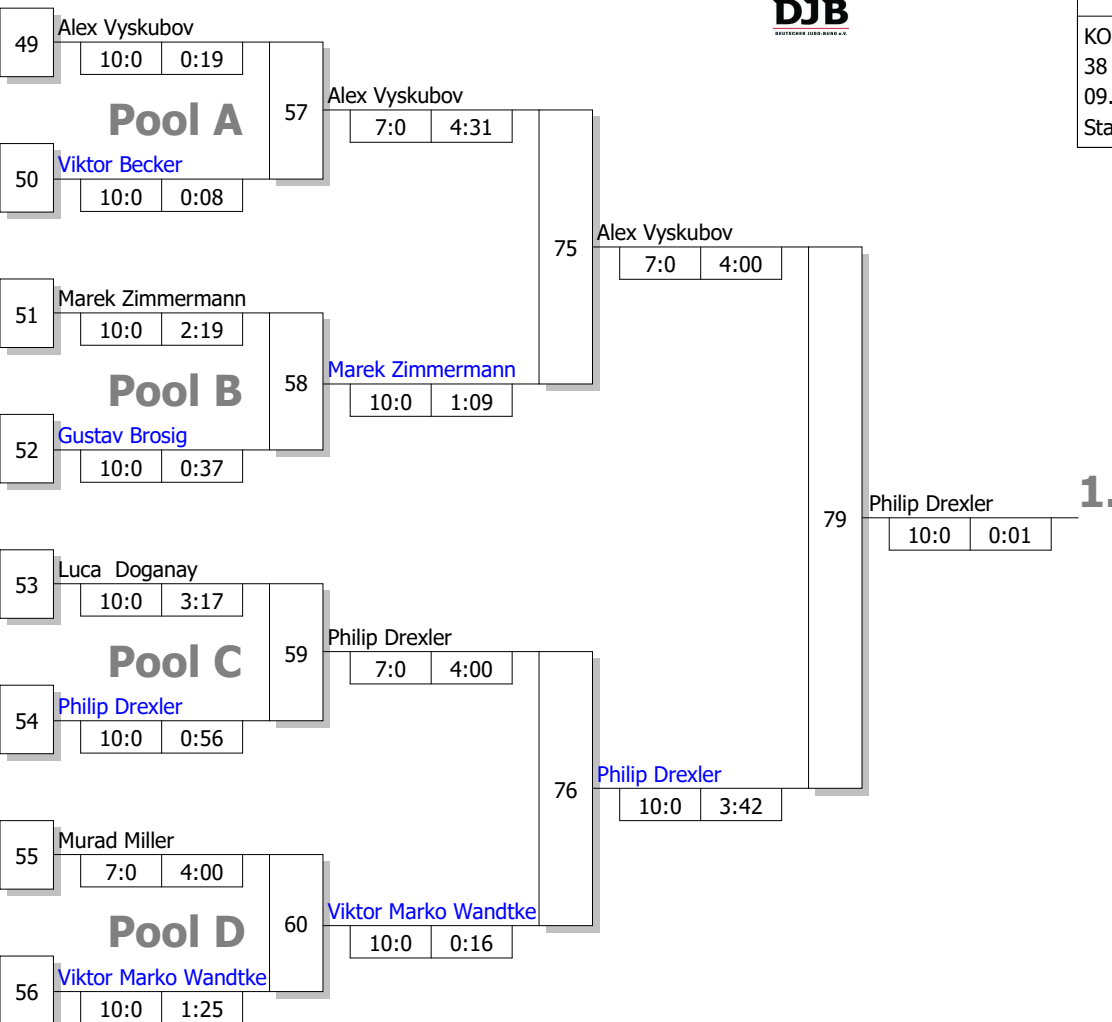 DJB
DEUTSCHER JUDO-BUND e.V.
KO
38
09.
Sta
49
Alex Vyskubov
10:0 0:19
Pool A
57
Alex Vyskubov
7:0 4:31
50
Viktor Becker
10:0 0:08
75
Alex Vyskubov
7:0 4:00
51
Marek Zimmermann
10:0 2:19
Pool B
58
Marek Zimmermann
10:0 1:09
52
Gustav Brosig
10:0 0:37
79
Philip Drexler
10:0 0:01
1.
53
Luca Doganay
10:0 3:17
Pool C
59
Philip Drexler
7:0 4:00
54
Philip Drexler
10:0 0:56
76
Philip Drexler
10:0 3:42
55
Murad Miller
7:0 4:00
Pool D
60
Viktor Marko Wandtke
10:0 0:16
56
Viktor Marko Wandtke
10:0 1:25